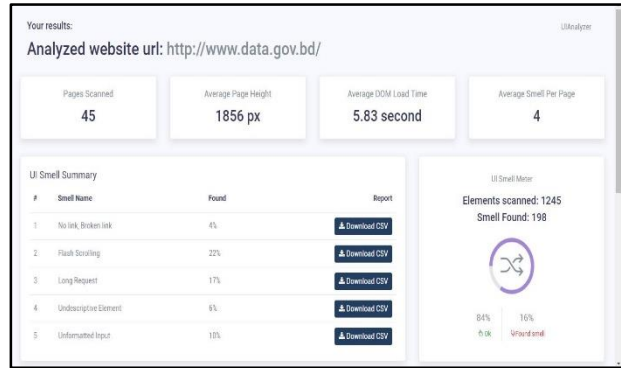 Your results:
UIAnalyzer
Analyzed website url: http://www.data.gov.bd/
Pages Scanned
45
Average Page Height
1856 px
Average DOM Load Time
5.83 second
Average Smell Per Page
4
UI Smell Summary
# Smell Name Found Report
1 No link, Broken link 4% Download CSV
2 Flash Scrolling 22% Download CSV
3 Long Request 17% Download CSV
4 Undescriptive Element 6% Download CSV
5 Unformatted Input 10% Download CSV
UI Smell Meter
Elements scanned: 1245
Smell Found: 198
84% 16%
Ok Found smell